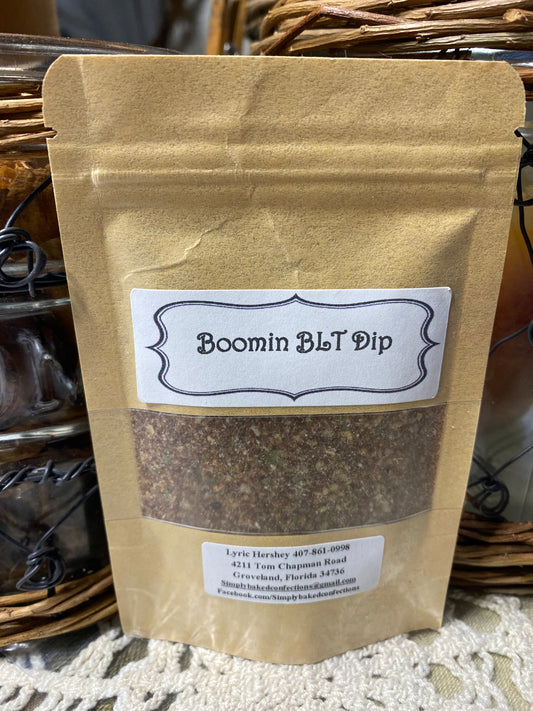 Boomin BLT Dip
Lyric Hershey 407-861-0998
4211 Tom Chapman Road
Groveland, Florida 34736
Simplybakedconfections@gmail.com
Facebook.com/Simplybakedconfections